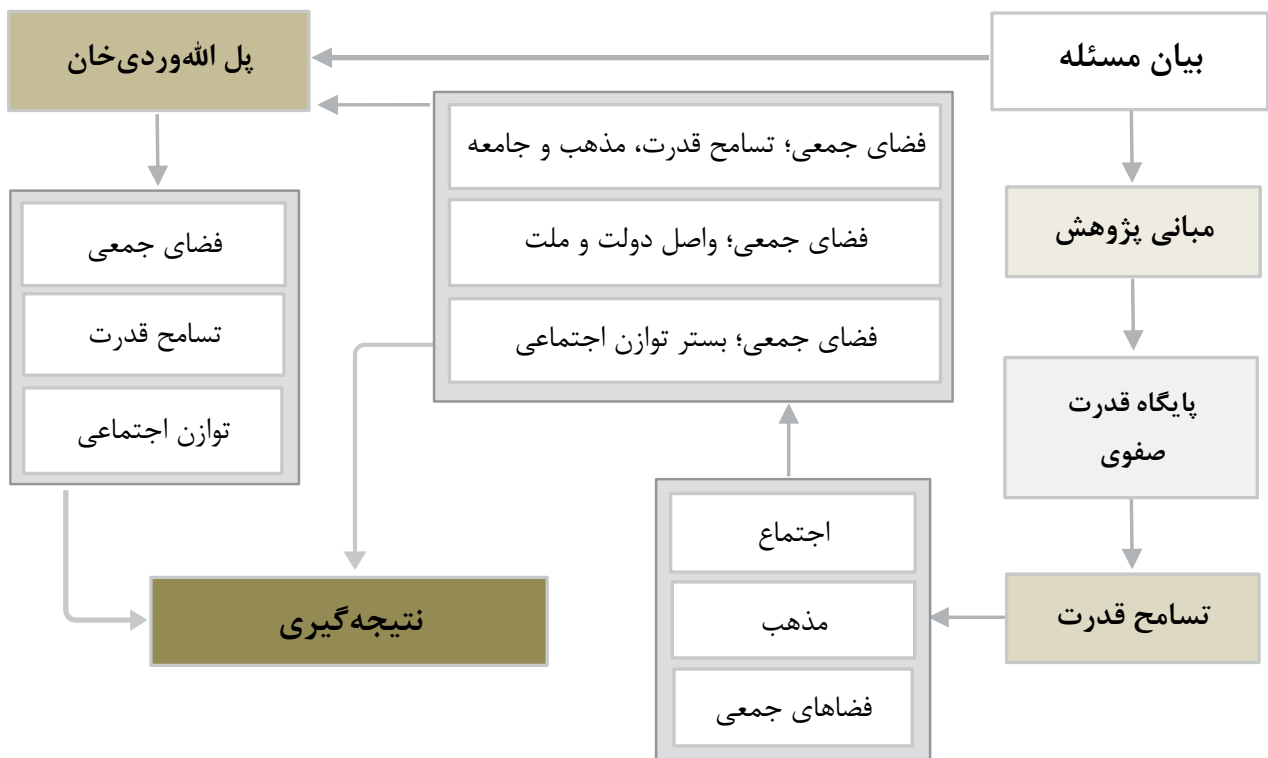 بیان مسئله
پل الله‌وردی‌خان
فضای جمعی؛ تسامح قدرت، مذهب و جامعه
فضای جمعی؛ واصل دولت و ملت
فضای جمعی؛ بستر توازن اجتماعی
مبانی پژوهش
پایگاه قدرت
صفوی
تسامح قدرت
اجتماع
مذهب
فضاهای جمعی
فضای جمعی
تسامح قدرت
توازن اجتماعی
نتیجه‌گیری